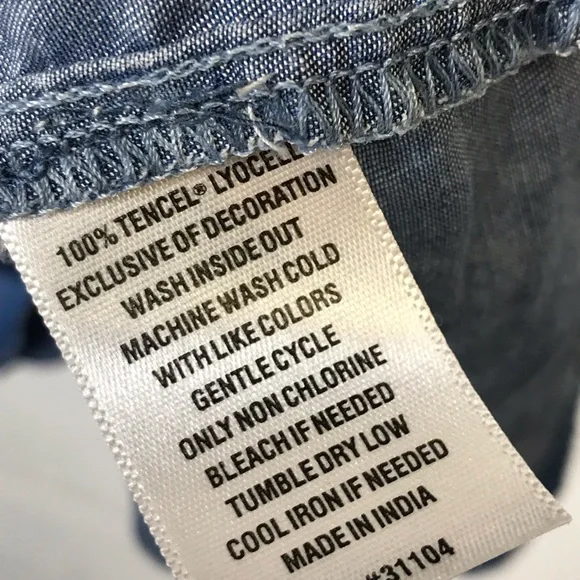 100% TENCEL® LYOCELL
EXCLUSIVE OF DECORATION
WASH INSIDE OUT
MACHINE WASH COLD
WITH LIKE COLORS
GENTLE CYCLE
ONLY NON CHLORINE
BLEACH IF NEEDED
TUMBLE DRY LOW
COOL IRON IF NEEDED
MADE IN INDIA
#31104